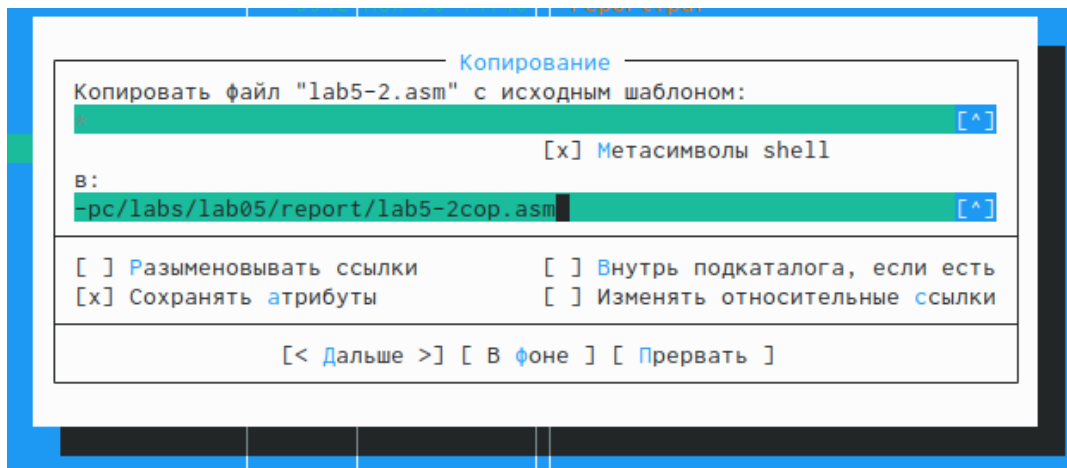 Копирование
Копировать файл "lab5-2.asm" с исходным шаблоном:
* [^]
[x] Метасимволы shell
в:
-pc/labs/lab05/report/lab5-2cop.asm [^]
[ ] Разыменовывать ссылки [ ] Внутрь подкаталога, если есть
[x] Сохранять атрибуты [ ] Изменять относительные ссылки
[< Дальше >] [ В фоне ] [ Прервать ]